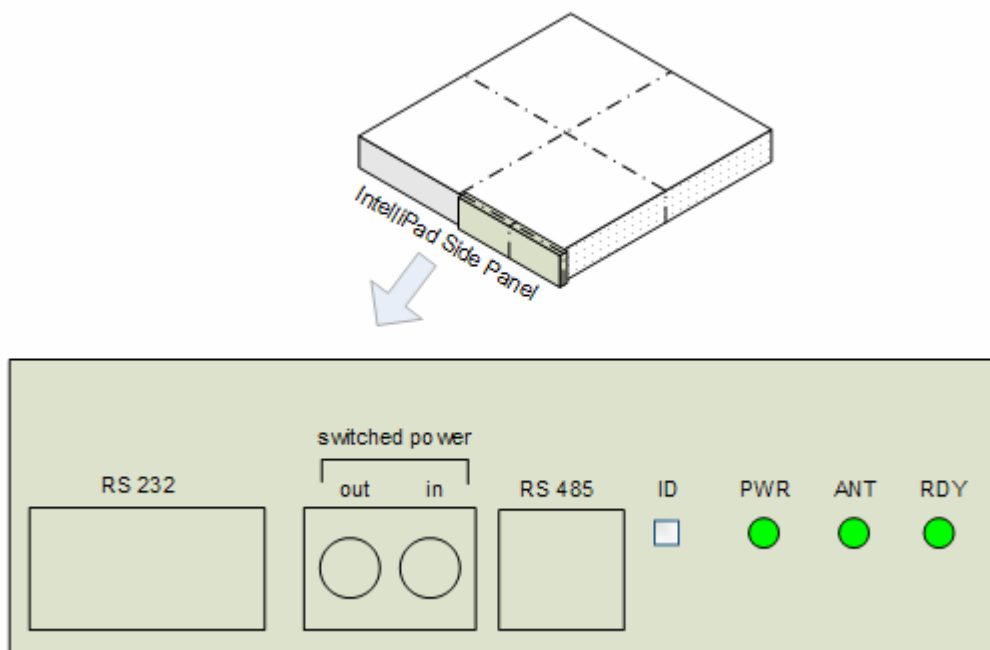 IntelliPad Side Panel
switched power
RS 232
out in
RS 485
ID
PWR
ANT
RDY